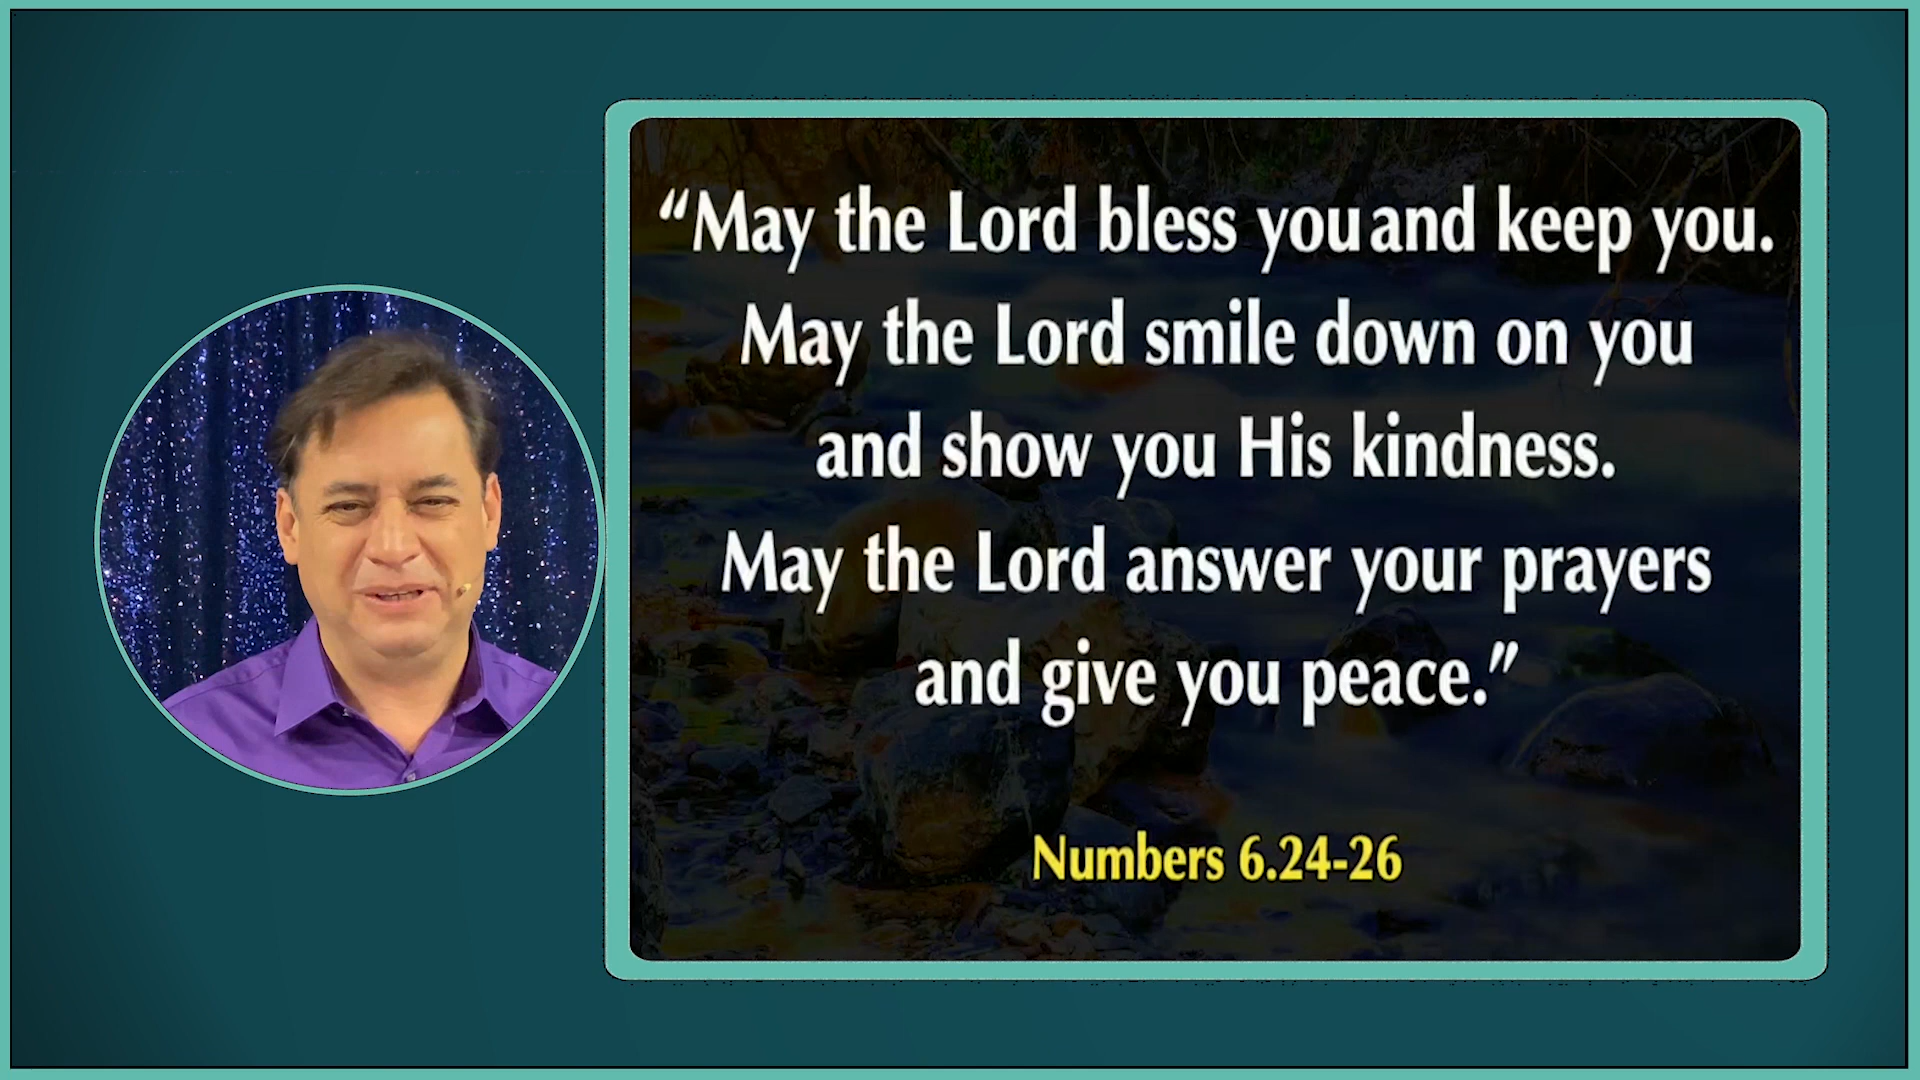 “May the Lord bless you and keep you.
May the Lord smile down on you
and show you His kindness.
May the Lord answer your prayers
and give you peace.”
Numbers 6.24-26